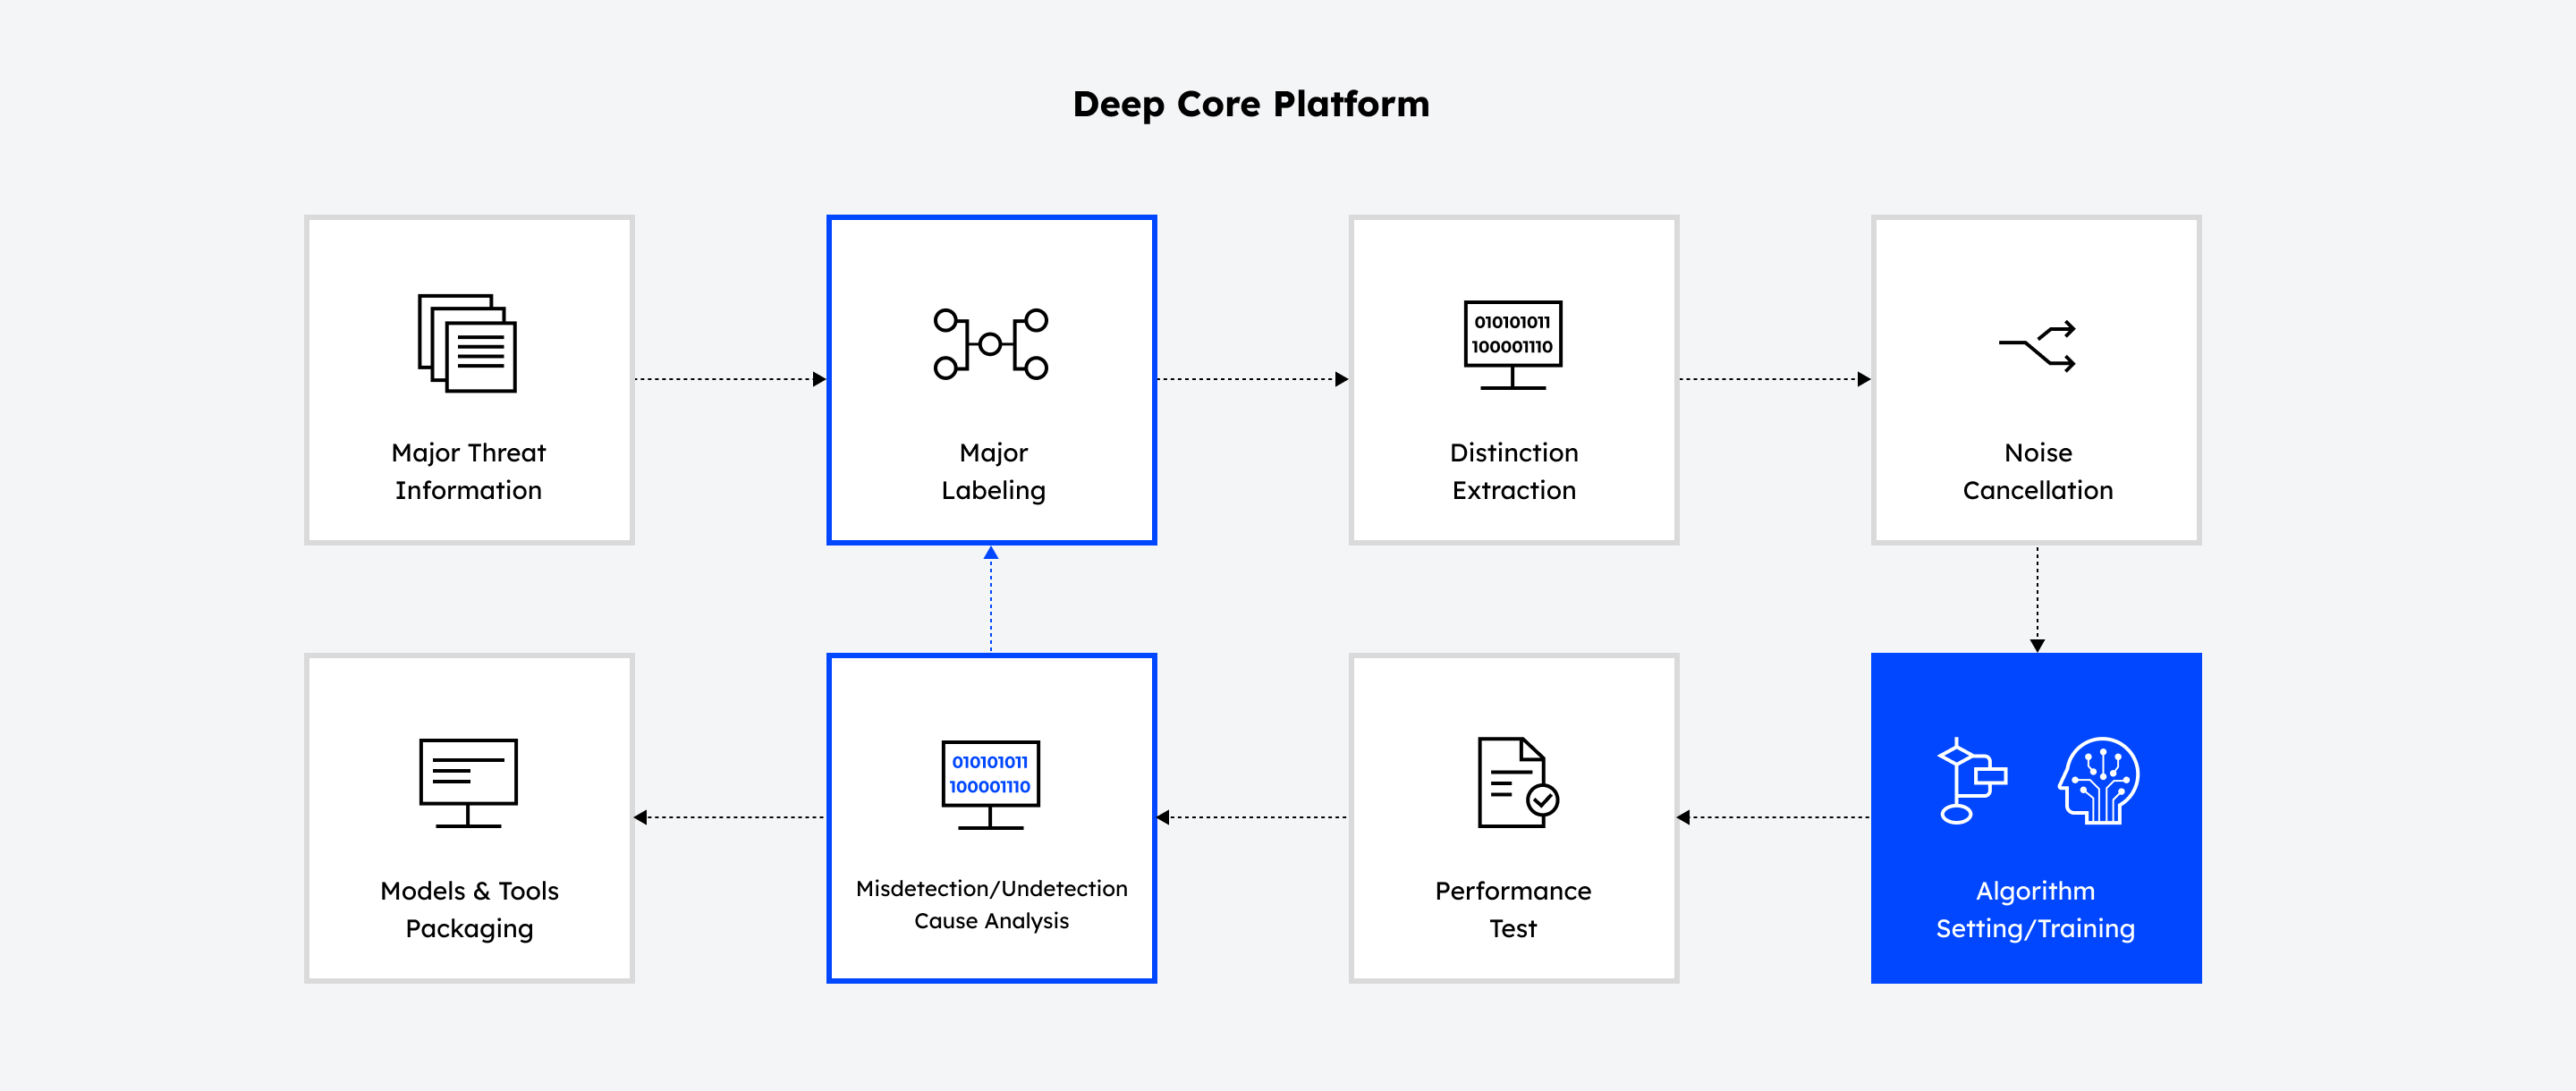 Deep Core Platform
Major Threat
Information
Major
Labeling
010101011
100001110
Distinction
Extraction
Noise
Cancellation
Models & Tools
Packaging
010101011
100001110
Misdetection/Undetection
Cause Analysis
Performance
Test
Algorithm
Setting/Training